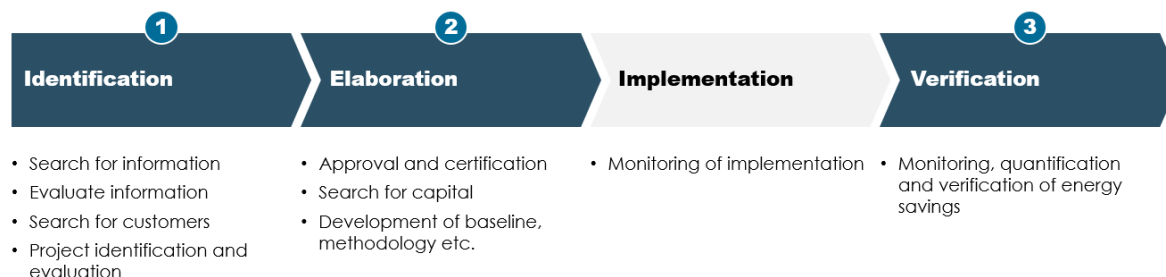 1
2
3
Identification
Elaboration
Implementation
Verification
• Search for information
• Evaluate information
• Search for customers
• Project identification and
evaluation
• Approval and certification
• Search for capital
• Development of baseline,
methodology etc.
• Monitoring of implementation
• Monitoring, quantification
and verification of energy
savings